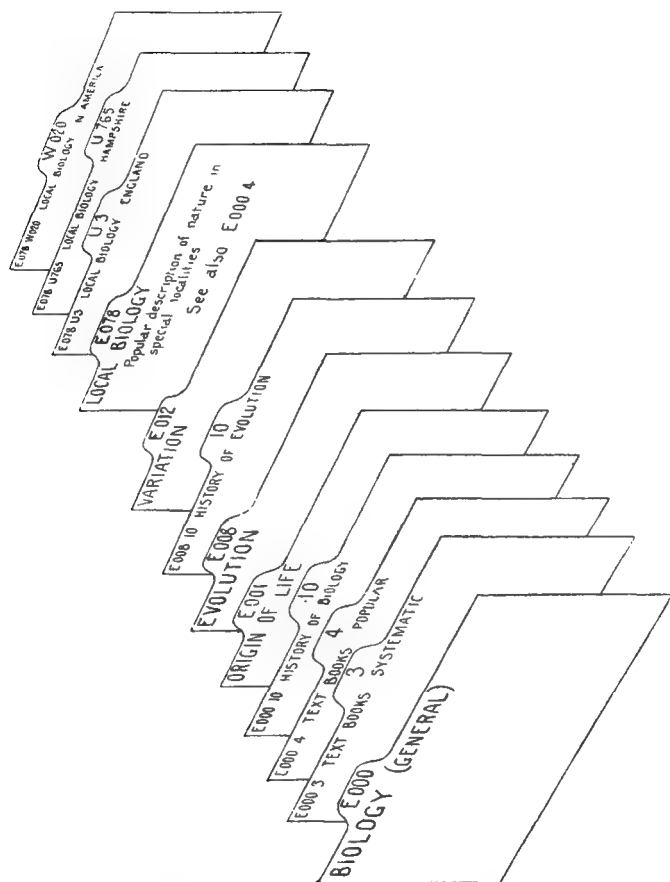 W020
E078 W020 LOCAL BIOLOGY N AMERICA
U765
E078 U765 LOCAL BIOLOGY HAMPSHIRE
U3
E078 U3 LOCAL BIOLOGY ENGLAND
E078
LOCAL BIOLOGY
Popular description of nature in
special localities
See also E000 4
E012
VARIATION
10
E008 10 HISTORY OF EVOLUTION
E008
EVOLUTION
E001
ORIGIN OF LIFE
10
E000 10 HISTORY OF BIOLOGY
4
E000 4 TEXT BOOKS POPULAR
3
E000 3 TEXT BOOKS SYSTEMATIC
E000
BIOLOGY (GENERAL)